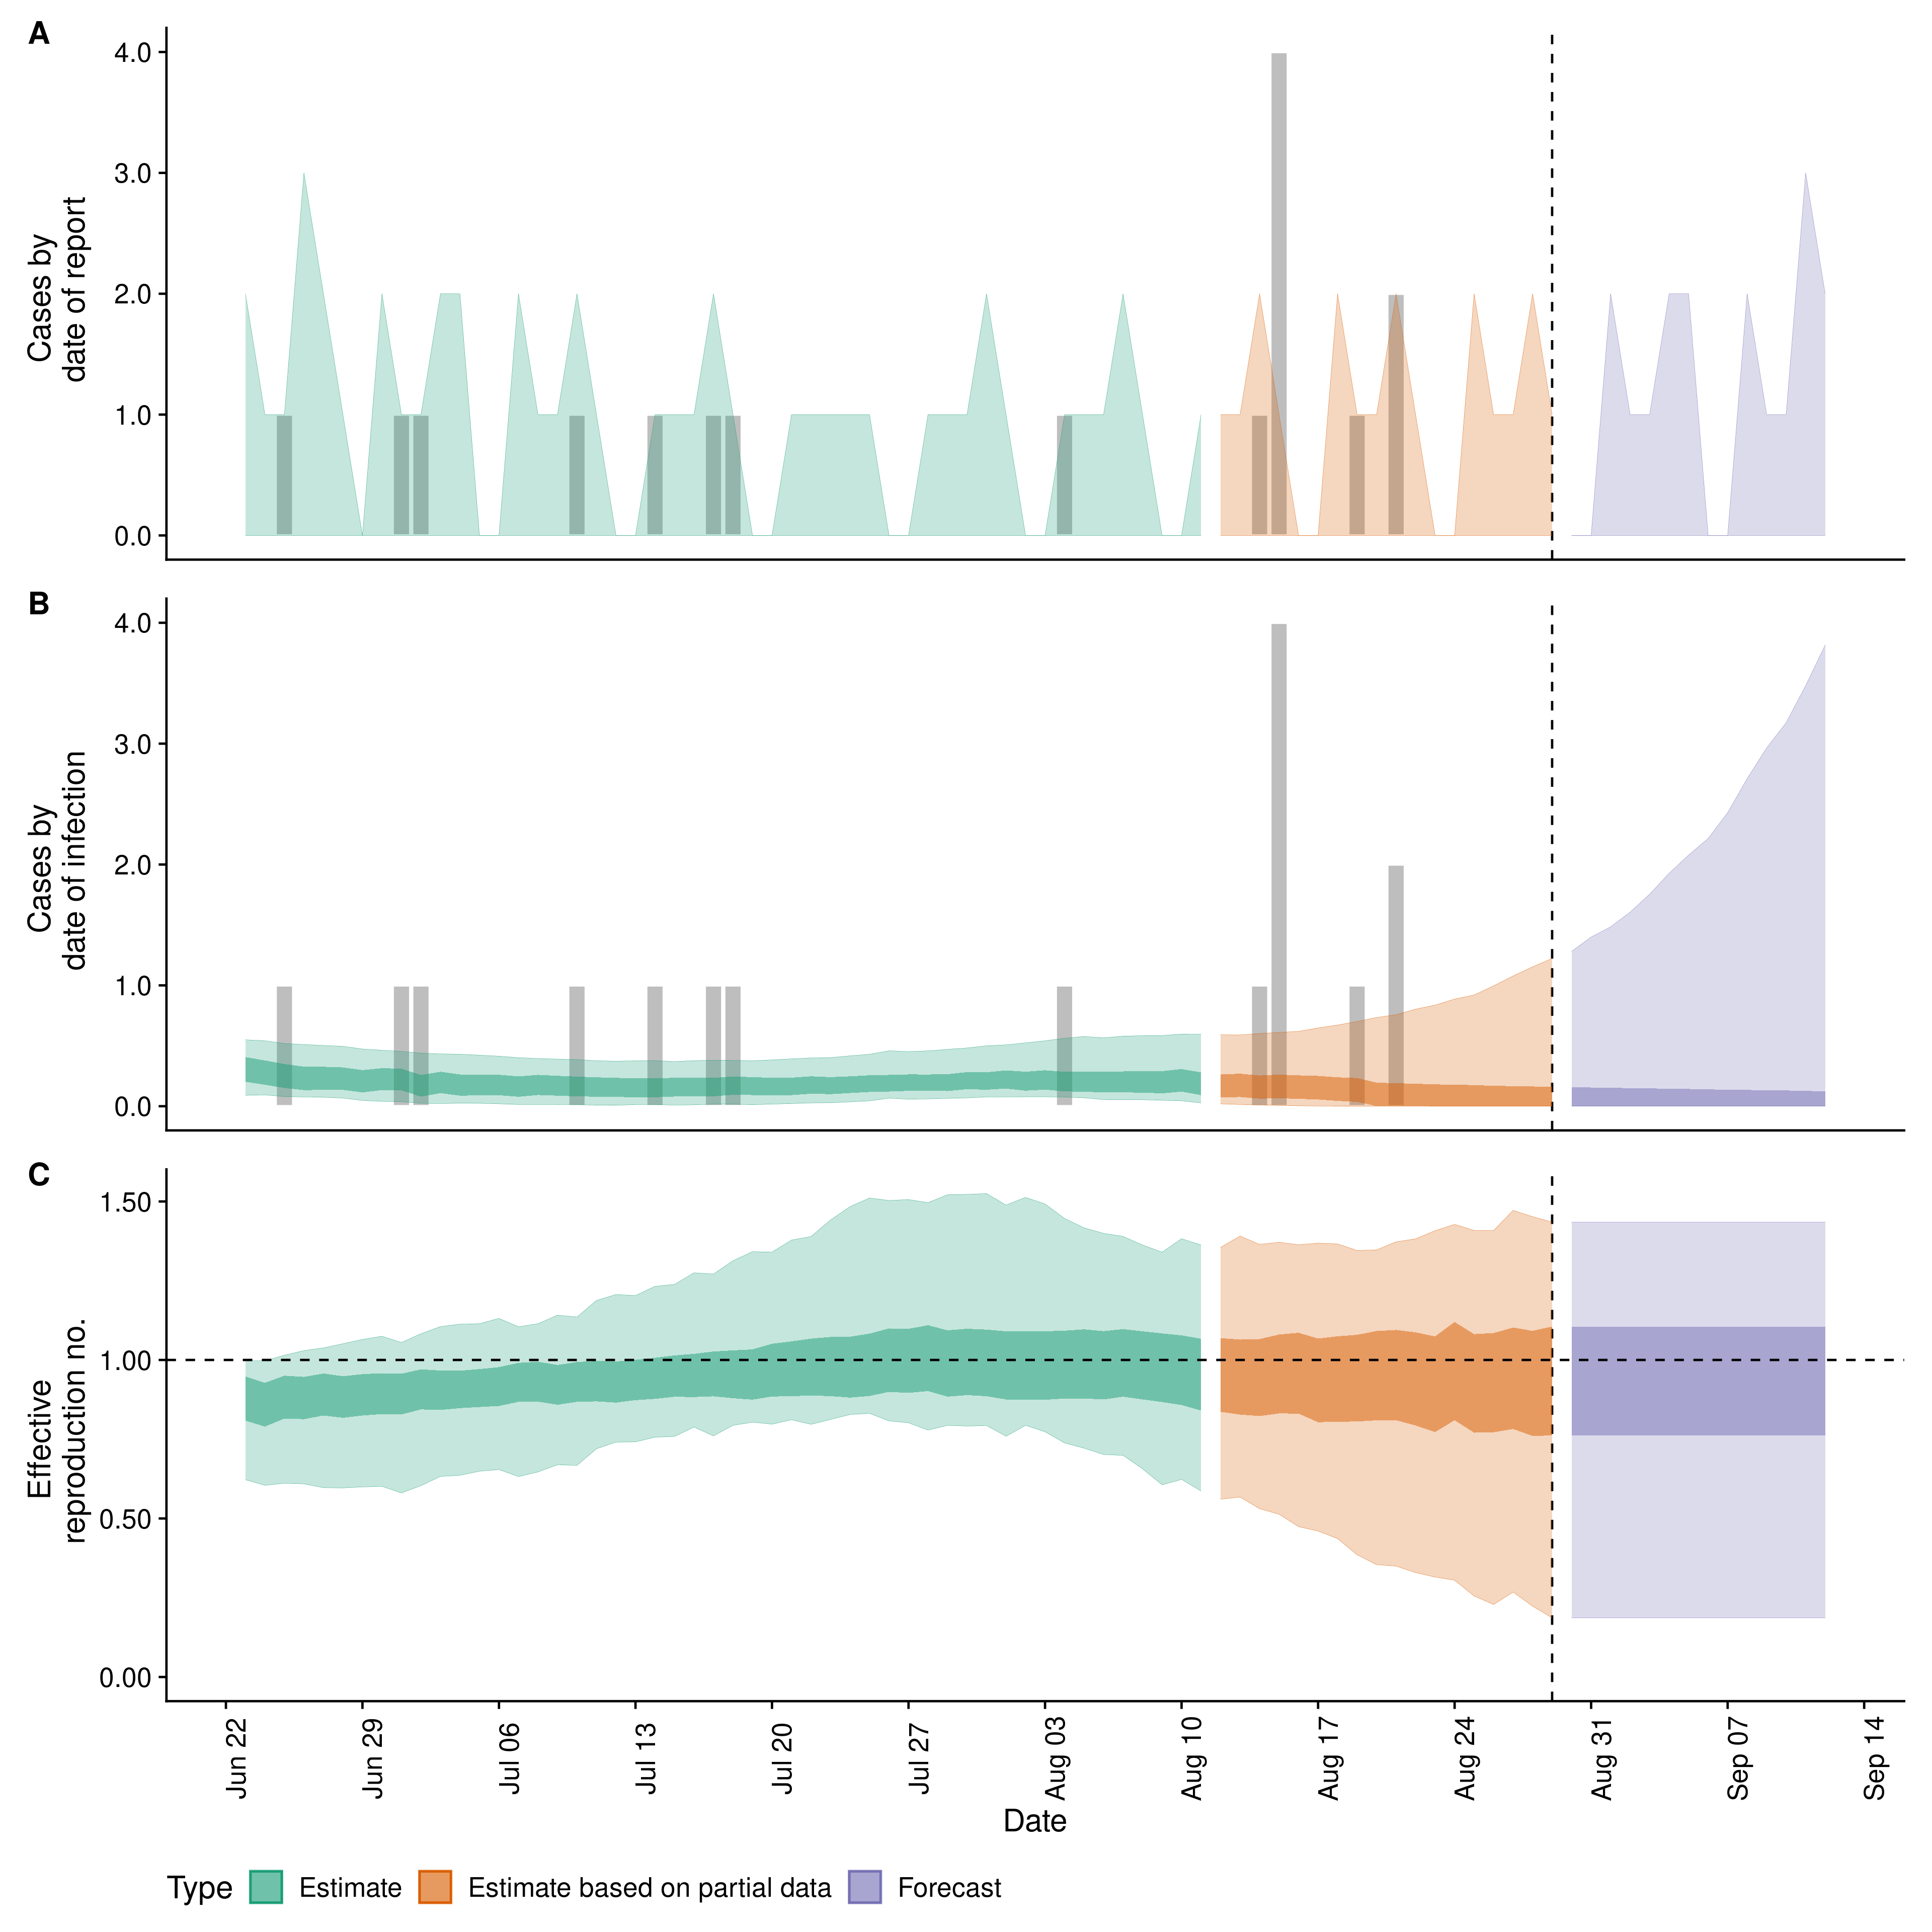 A
Cases by
date of report
4.0
3.0
2.0
1.0
0.0
B
Cases by
date of infection
4.0
3.0
2.0
1.0
0.0
C
Effective
reproduction no.
1.50
1.00
0.50
0.00
Jun 22
Jun 29
Jul 06
Jul 13
Jul 20
Jul 27
Aug 03
Aug 10
Aug 17
Aug 24
Aug 31
Sep 07
Sep 14
Date
Type Estimate Estimate based on partial data Forecast